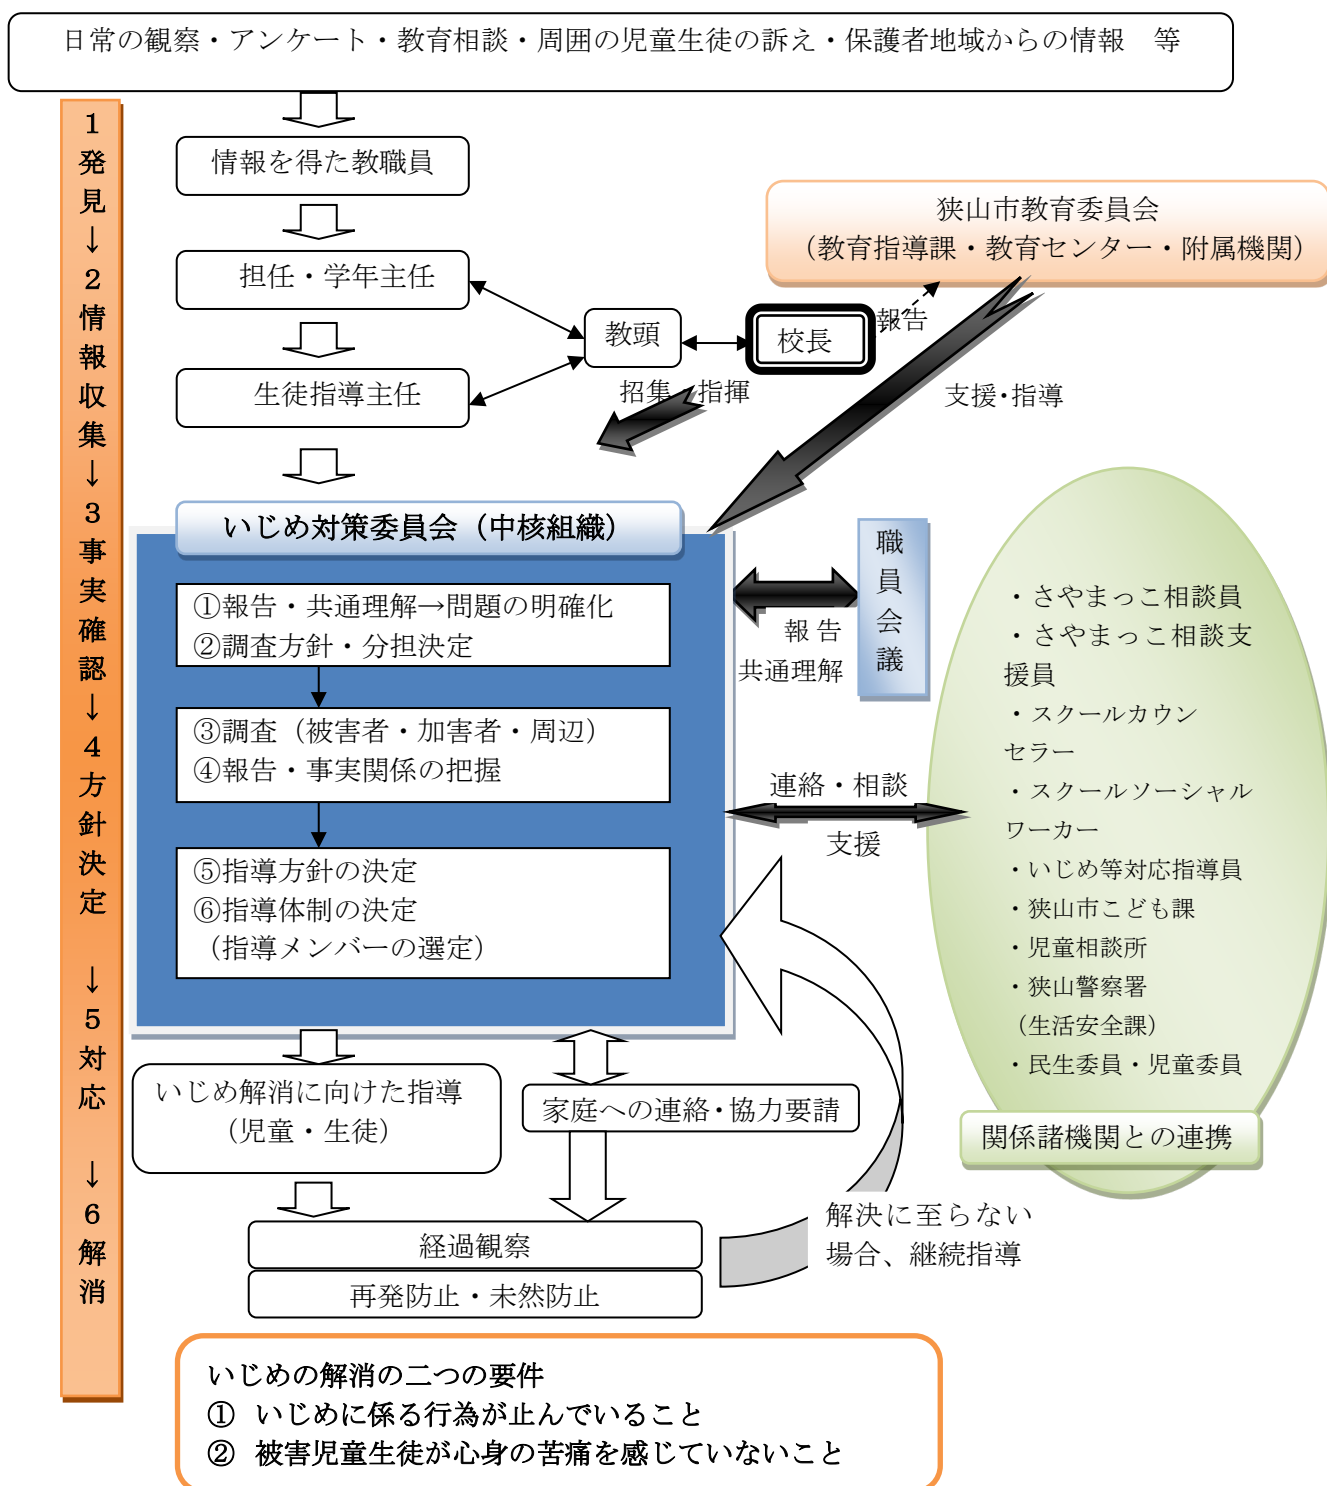 日常の観察・アンケート・教育相談・周囲の児童生徒の訴え・保護者地域からの情報　等
1発見↓2情報収集↓3事実確認↓4方針決定　↓5対応　↓6解消
情報を得た教職員
担任・学年主任
生徒指導主任
教頭
校長
報告
狭山市教育委員会
（教育指導課・教育センター・附属機関）
招集・指揮
支援・指導
いじめ対策委員会（中核組織）
①報告・共通理解→問題の明確化
②調査方針・分担決定
③調査（被害者・加害者・周辺）
④報告・事実関係の把握
⑤指導方針の決定
⑥指導体制の決定
（指導メンバーの選定）
職員会議
報告
共通理解
連絡・相談
支援
・さやまっこ相談員
・さやまっこ相談支
援員
・スクールカウン
セラー
・スクールソーシャル
ワーカー
・いじめ等対応指導員
・狭山市こども課
・児童相談所
・狭山警察署
（生活安全課）
・民生委員・児童委員
関係諸機関との連携
いじめ解消に向けた指導
（児童・生徒）
家庭への連絡・協力要請
経過観察
再発防止・未然防止
解決に至らない
場合、継続指導
いじめの解消の二つの要件
①　いじめに係る行為が止んでいること
②　被害児童生徒が心身の苦痛を感じていないこと